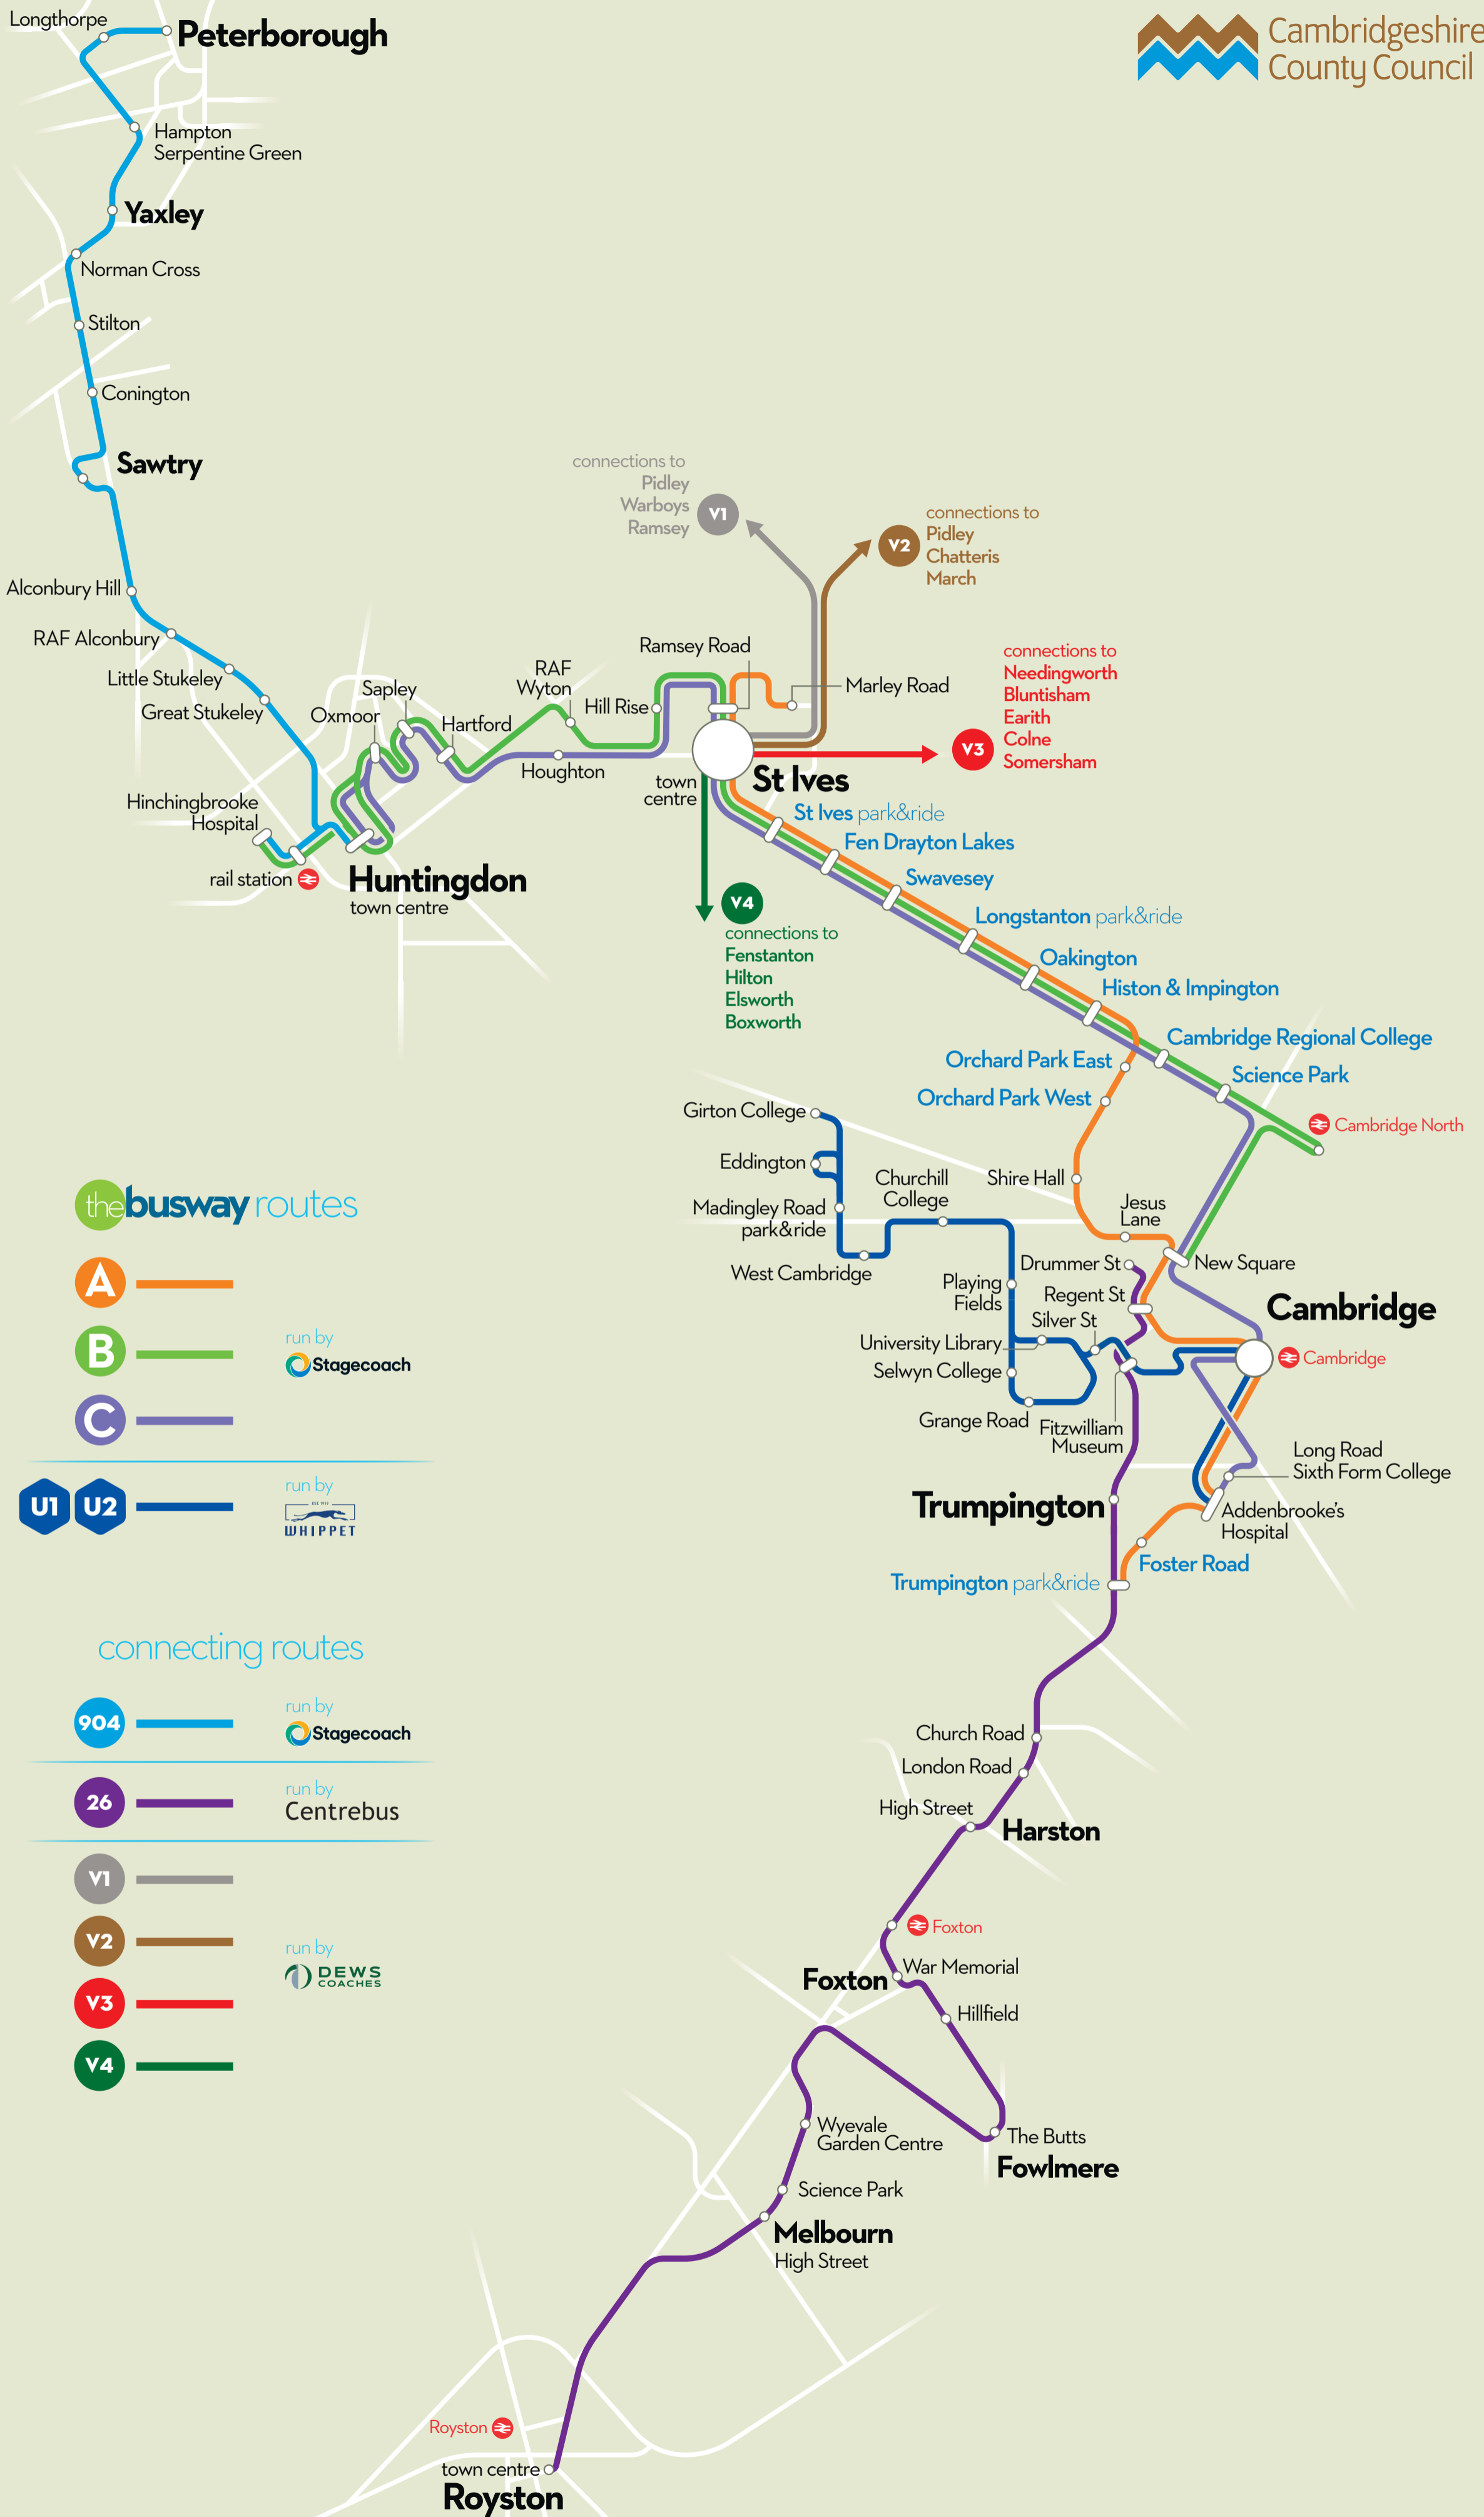 Longthorpe
Peterborough
Cambridgeshire
County Council
Hampton
Serpentine Green
Yaxley
Norman Cross
Stilton
Conington
Sawtry
Alconbury Hill
RAF Alconbury
Little Stukeley
Great Stukeley
connections to
Pidley
Warboys
Ramsey
V1
V2
connections to
Pidley
Chatteris
March
connections to
Needingworth
Bluntisham
Earith
Colne
Somersham
V3
Ramsey Road
Marley Road
RAF
Wyton
Hill Rise
Sapley
Oxmoor
Hartford
Houghton
town
centre
St Ives
Hinchingbrooke
Hospital
rail station
Huntingdon
town centre
V4
connections to
Fenstanton
Hilton
Elsworth
Boxworth
St Ives park&ride
Fen Drayton Lakes
Swavesey
Longstanton park&ride
Oakington
Histon & Impington
Cambridge Regional College
Science Park
Orchard Park East
Orchard Park West
Cambridge North
Girton College
Eddington
Madingley Road
park&ride
West Cambridge
Churchill
College
Shire Hall
Jesus
Lane
New Square
Drummer St
Regent St
Silver St
Playing
Fields
University Library
Selwyn College
Grange Road
Fitzwilliam
Museum
Cambridge
Cambridge
Long Road
Sixth Form College
Addenbrooke's
Hospital
Trumpington
Foster Road
Trumpington park&ride
Church Road
London Road
High Street
Harston
Foxton
War Memorial
Foxton
Hillfield
The Butts
Fowlmere
Wyevale
Garden Centre
Science Park
Melbourn
High Street
Royston
town centre
Royston
thebusway routes
A
B
C
run by
Stagecoach
U1 U2
run by
EST. 1919
WHIPPET
connecting routes
904
run by
Stagecoach
26
run by
Centrebus
V1
V2
V3
V4
run by
DEWS
COACHES